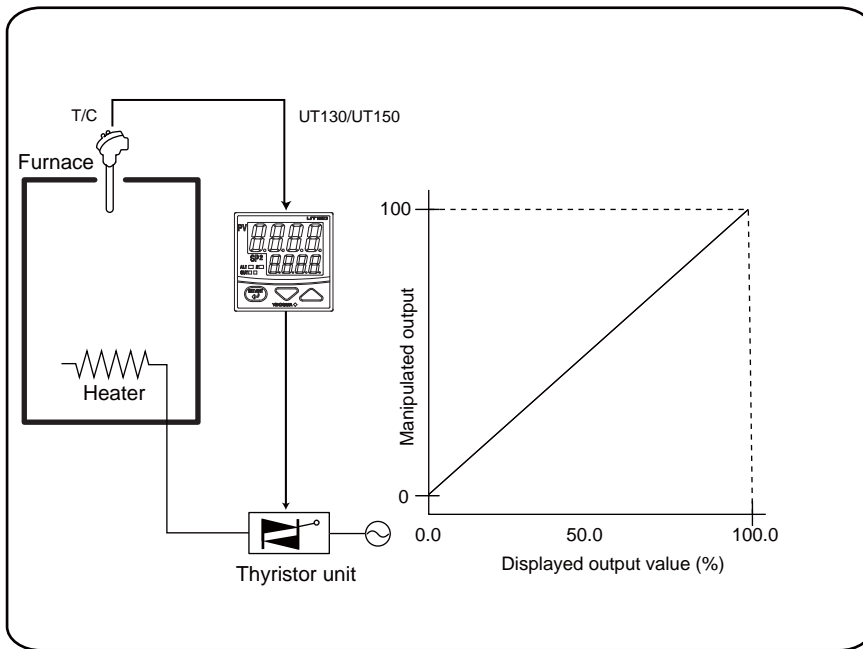 T/C
UT130/UT150
Furnace
PV
SP2
Heater
Thyristor unit
Manipulated output
100
0
0.0
50.0
100.0
Displayed output value (%)